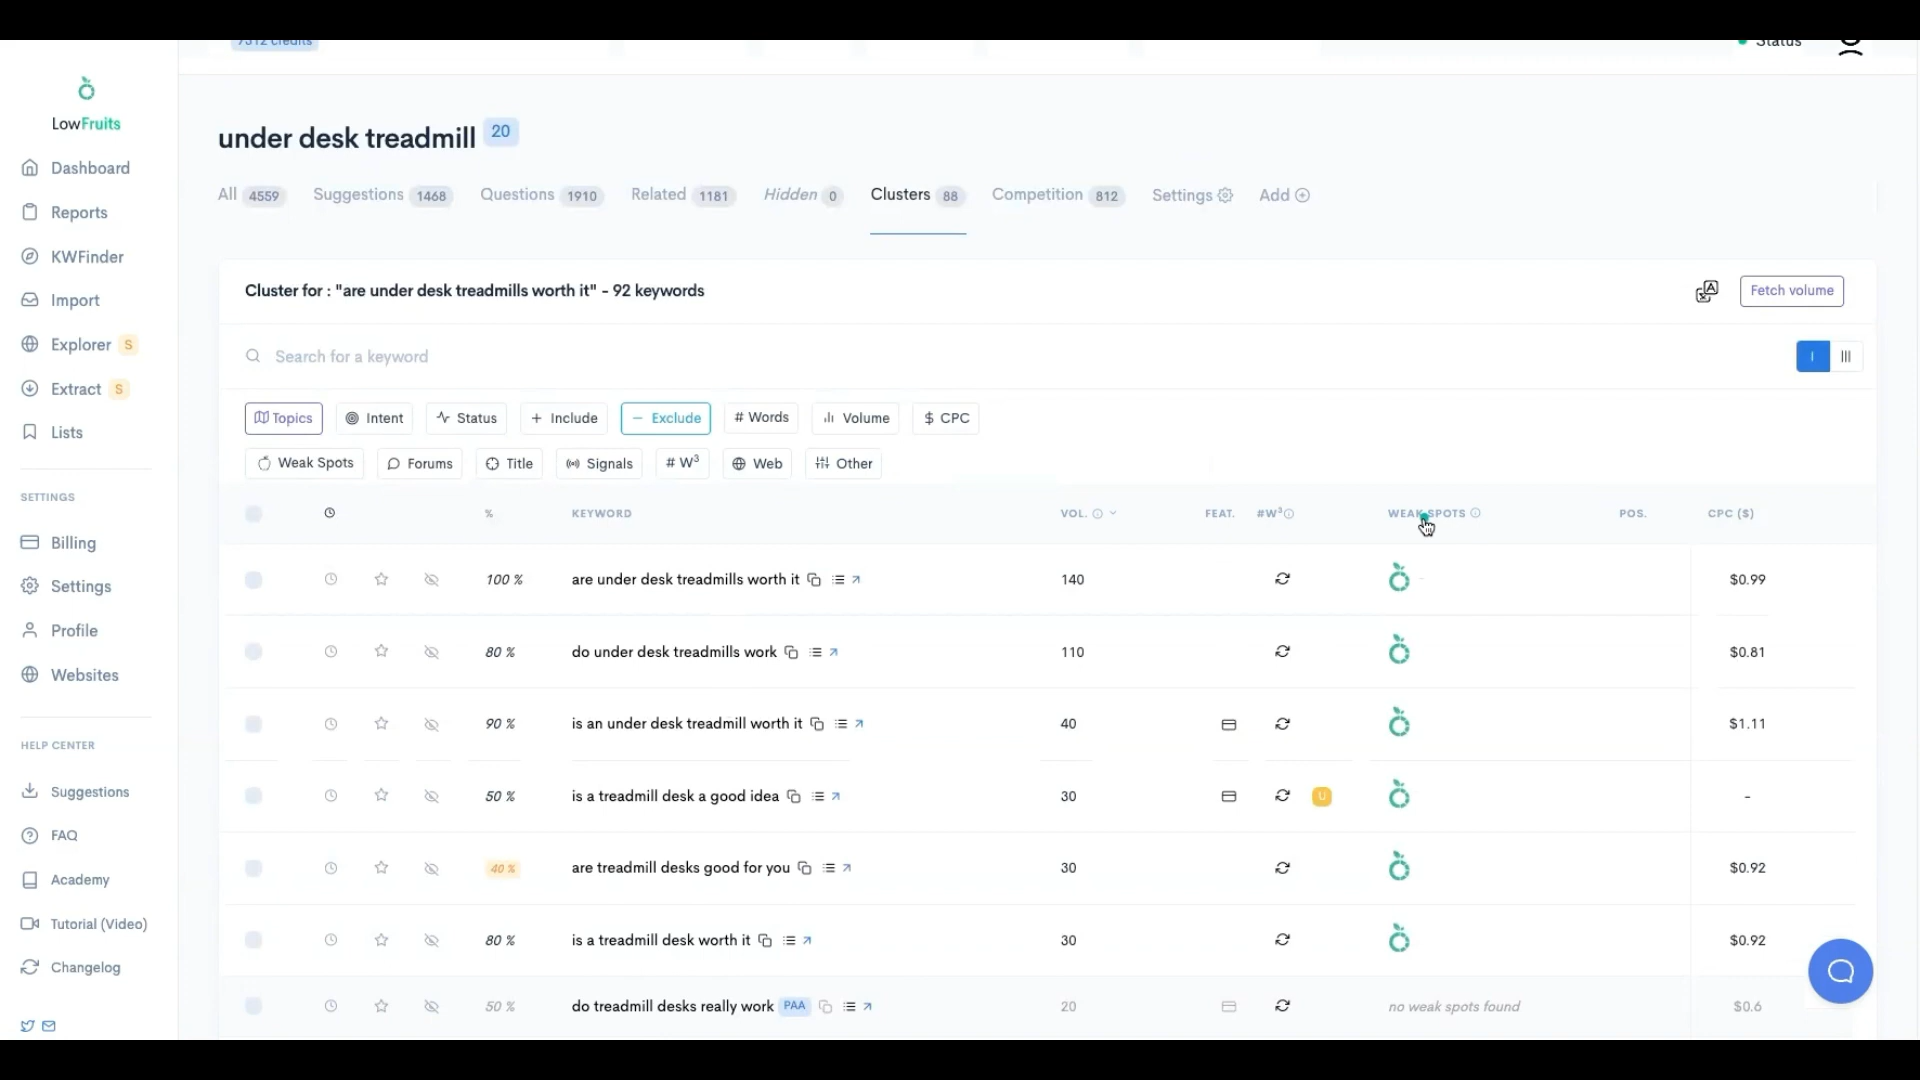 7312 credits
Status
LowFruits
Dashboard
Reports
KWFinder
Import
Explorer S
Extract S
Lists
SETTINGS
Billing
Settings
Profile
Websites
HELP CENTER
Suggestions
FAQ
Academy
Tutorial (Video)
Changelog
under desk treadmill 20
All 4559 Suggestions 1468 Questions 1910 Related 1181 Hidden 0 Clusters 88 Competition 812 Settings Add
Cluster for : "are under desk treadmills worth it" - 92 keywords
Fetch volume
Search for a keyword
Topics Intent Status + Include − Exclude # Words Volume $ CPC
Weak Spots Forums Title Signals # W³ Web Other
% KEYWORD VOL. FEAT. #W³ WEAK SPOTS POS. CPC ($)
100 % are under desk treadmills worth it 140 $0.99
80 % do under desk treadmills work 110 $0.81
90 % is an under desk treadmill worth it 40 $1.11
50 % is a treadmill desk a good idea 30 U -
40 % are treadmill desks good for you 30 $0.92
80 % is a treadmill desk worth it 30 $0.92
50 % do treadmill desks really work PAA 20 no weak spots found $0.6